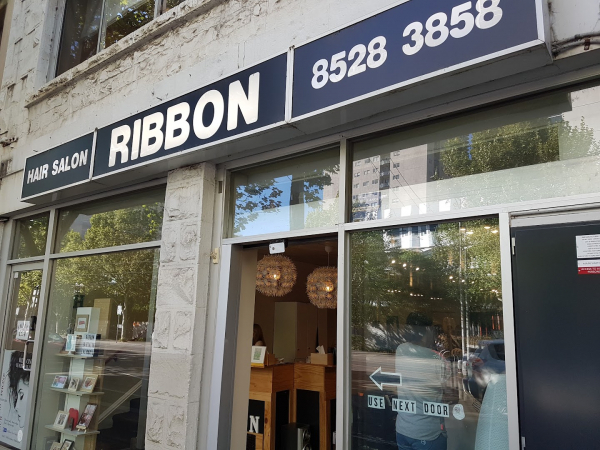 HAIR SALON
RIBBON
8528 3858
USE NEXT DOOR
N